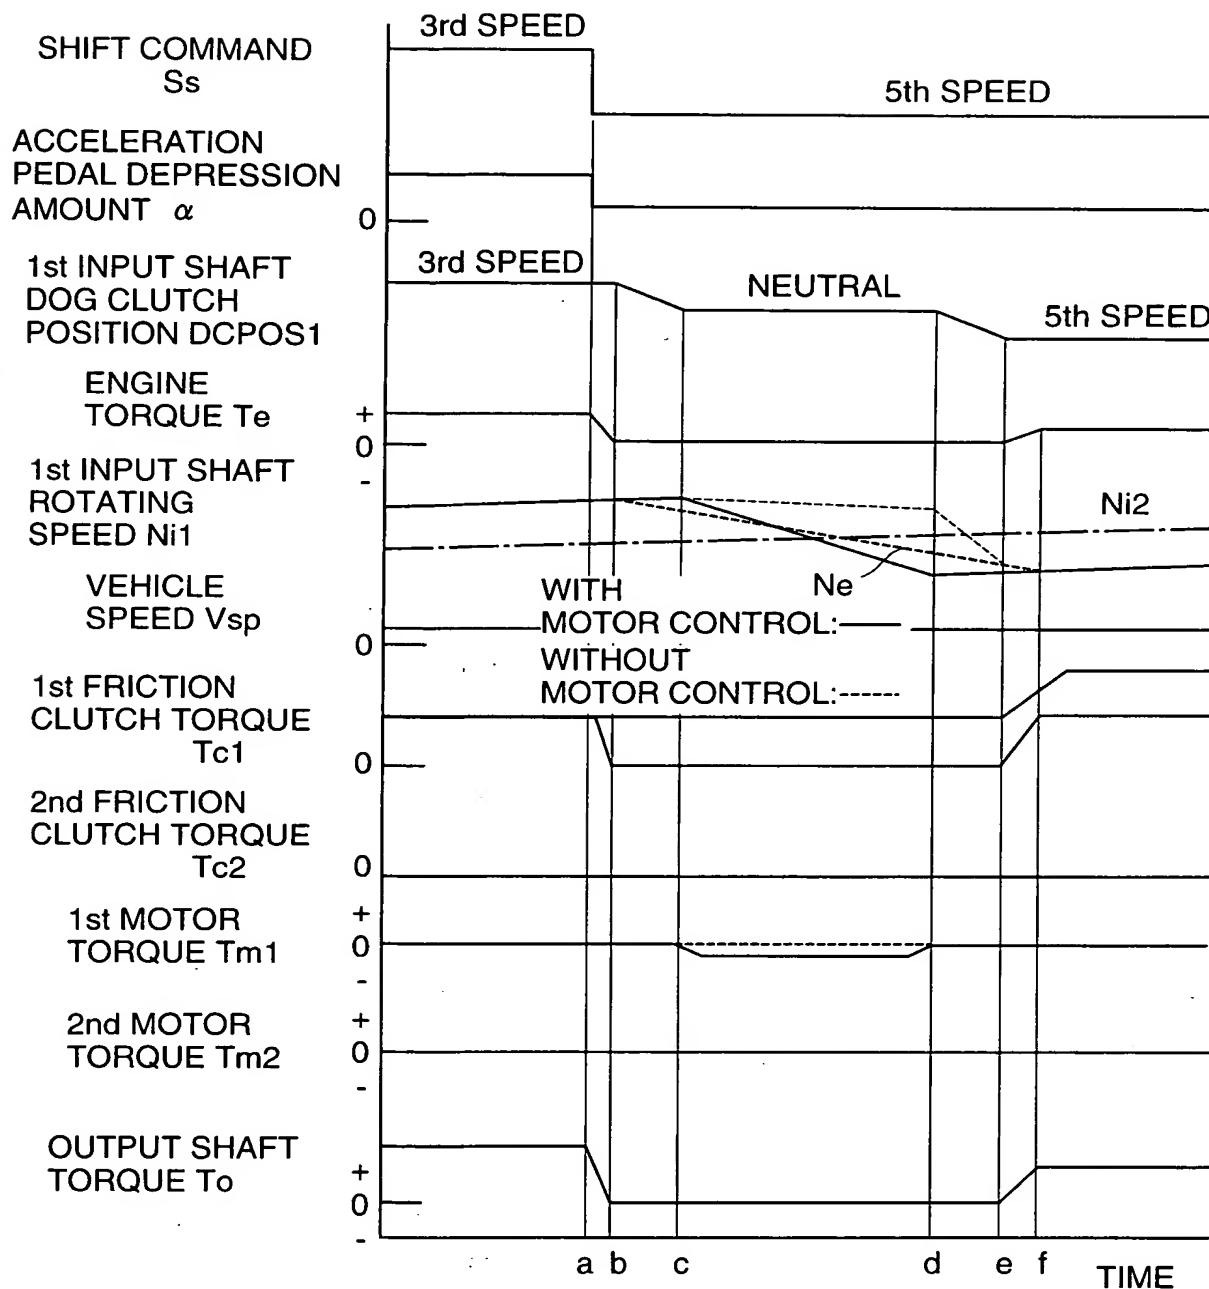 3rd SPEED
SHIFT COMMAND
Ss
5th SPEED
ACCELERATION
PEDAL DEPRESSION
AMOUNT α
0
1st INPUT SHAFT
DOG CLUTCH
POSITION DCPOS1
3rd SPEED
NEUTRAL
5th SPEED
ENGINE
TORQUE Te
+
0
-
1st INPUT SHAFT
ROTATING
SPEED Ni1
Ni2
Ne
VEHICLE
SPEED Vsp
0
WITH
MOTOR CONTROL:
WITHOUT
MOTOR CONTROL:
1st FRICTION
CLUTCH TORQUE
Tc1
0
2nd FRICTION
CLUTCH TORQUE
Tc2
0
1st MOTOR
TORQUE Tm1
+
0
-
2nd MOTOR
TORQUE Tm2
+
0
-
OUTPUT SHAFT
TORQUE To
+
0
-
a b c d e f
TIME